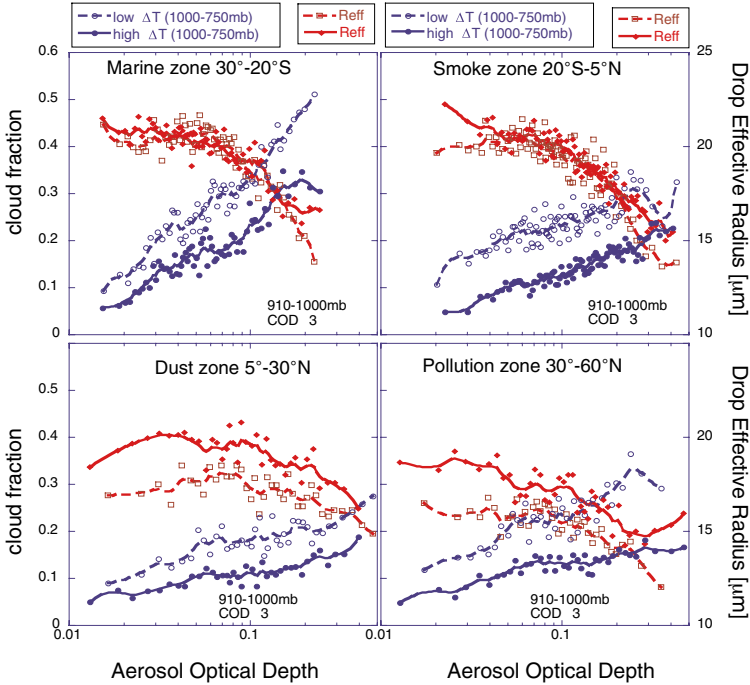 low ΔT (1000-750mb)
high ΔT (1000-750mb)
Reff
Reff
low ΔT (1000-750mb)
high ΔT (1000-750mb)
Reff
Reff
0.6
25
Marine zone 30°-20°S
Smoke zone 20°S-5°N
0.5
0.4
20
0.3
0.2
15
0.1
910-1000mb
COD 3
910-1000mb
COD 3
0
10
cloud fraction
Drop Effective Radius [μm]
Dust zone 5°-30°N
Pollution zone 30°-60°N
0.5
0.4
20
0.3
0.2
15
0.1
910-1000mb
COD 3
910-1000mb
COD 3
0
10
cloud fraction
Drop Effective Radius [μm]
0.01
0.1
0.01
0.1
Aerosol Optical Depth
Aerosol Optical Depth